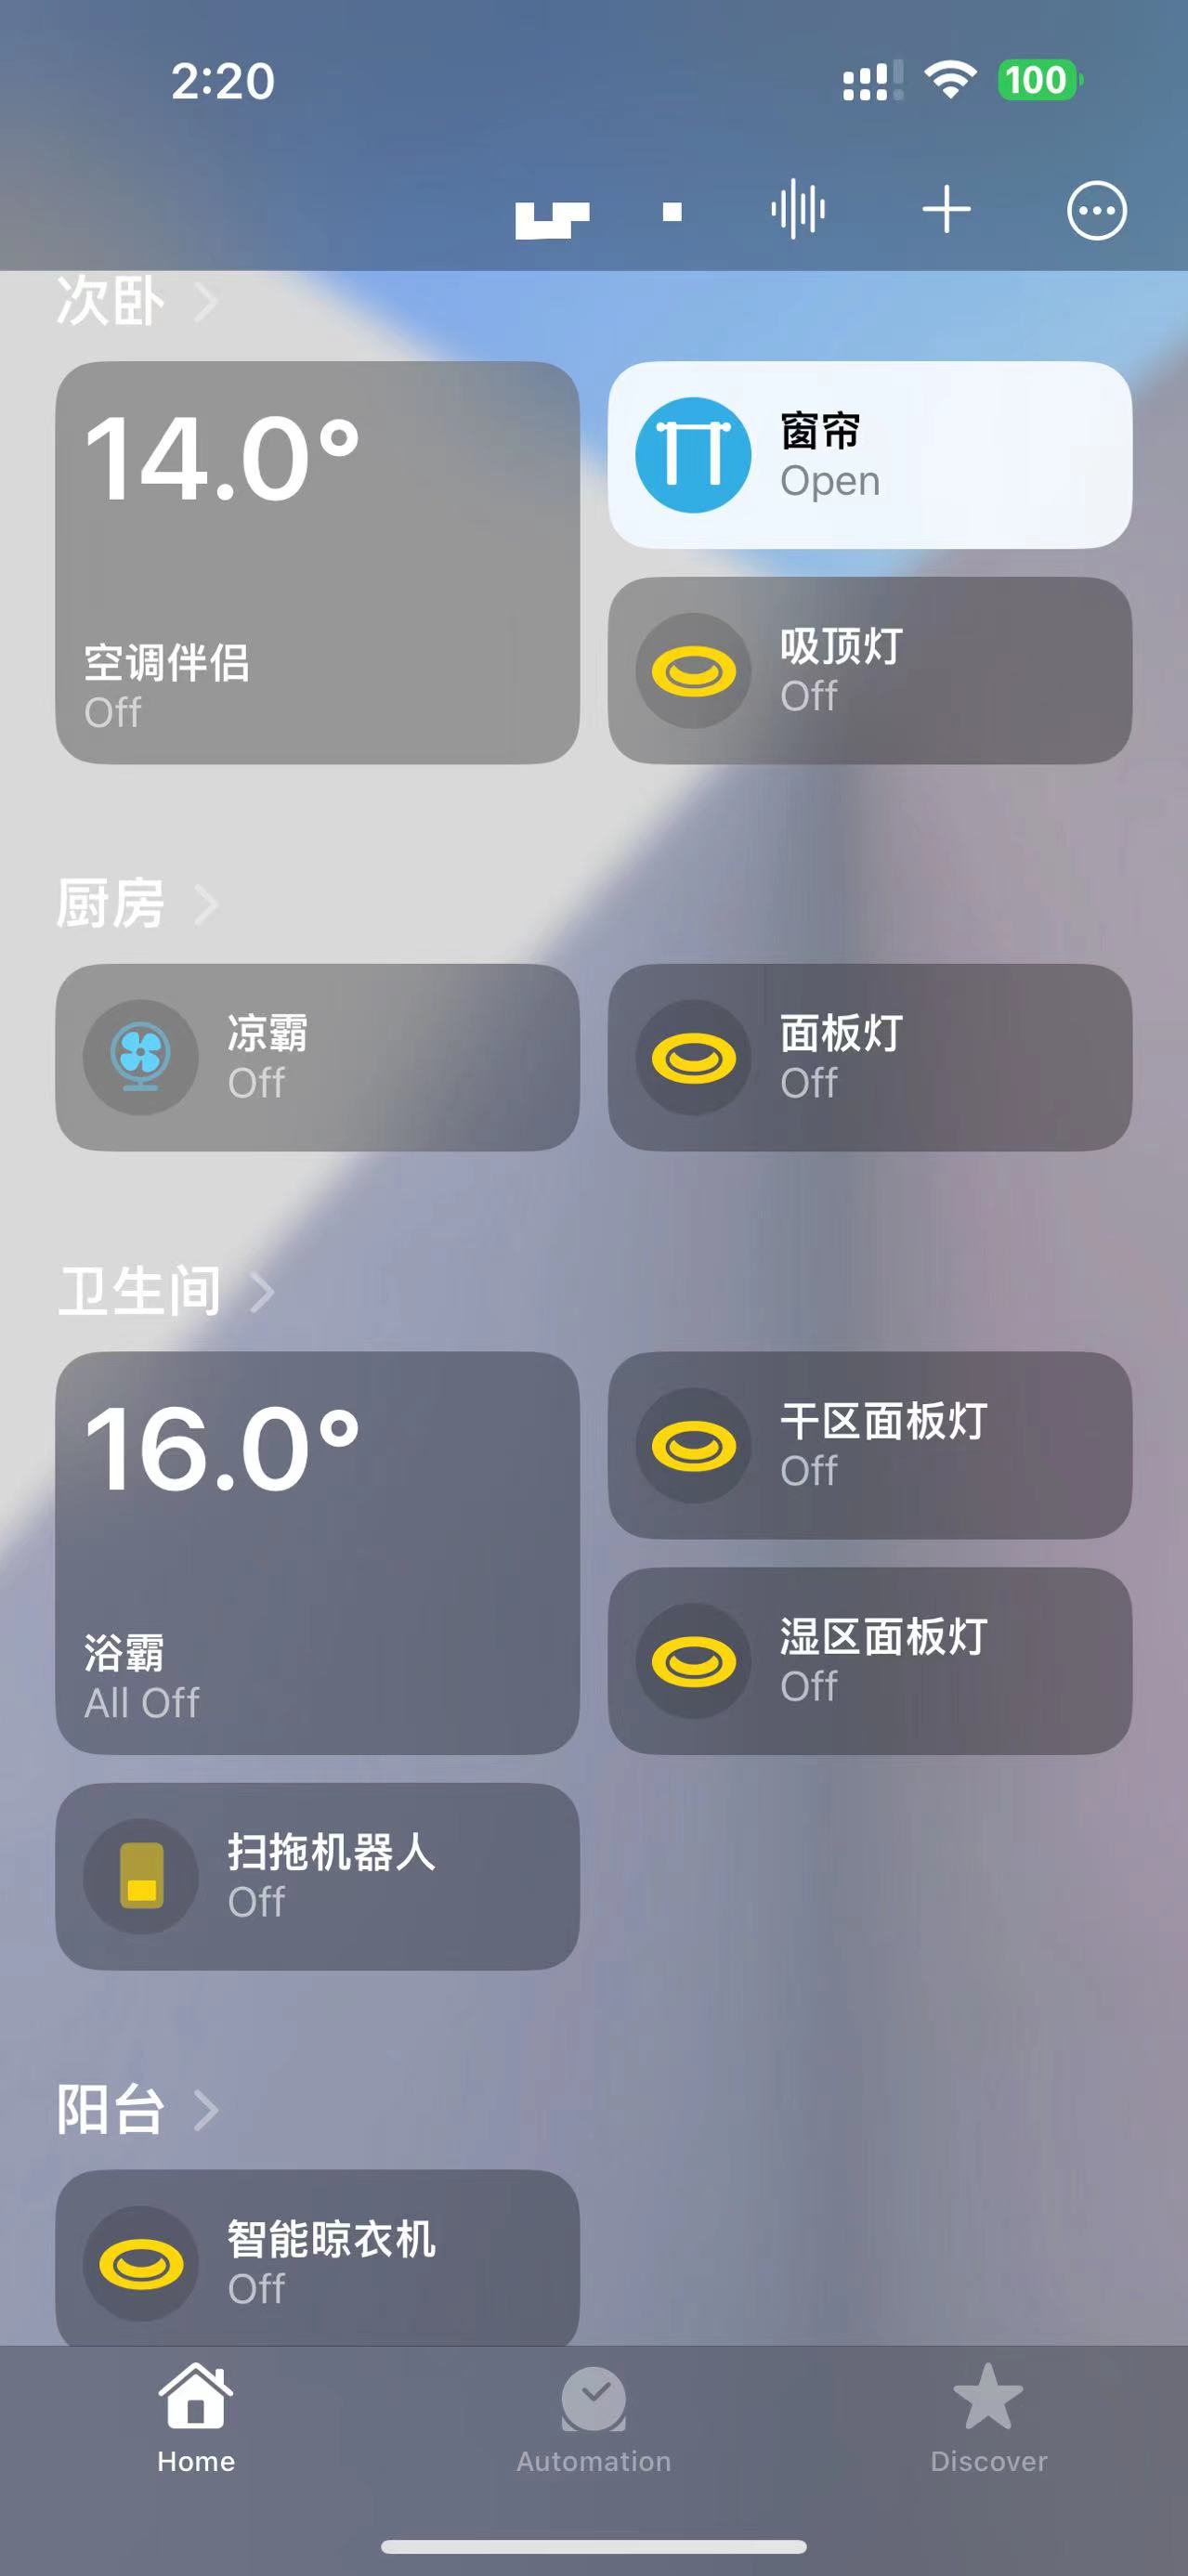 2:20
100
次卧
14.0°
空调伴侣
Off
窗帘
Open
吸顶灯
Off
厨房
凉霸
Off
面板灯
Off
卫生间
16.0°
浴霸
All Off
干区面板灯
Off
湿区面板灯
Off
扫拖机器人
Off
阳台
智能晾衣机
Off
Home
Automation
Discover